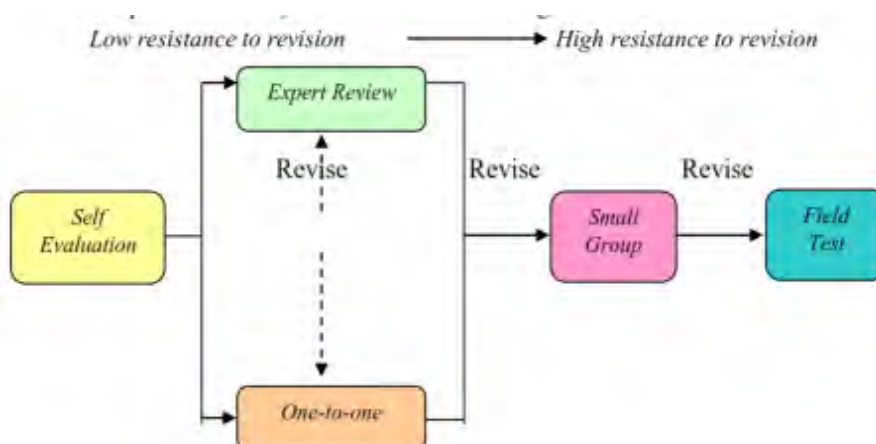 Low resistance to revision High resistance to revision
Expert Review
Revise Revise Revise
Self
Evaluation
Small
Group
Field
Test
One-to-one